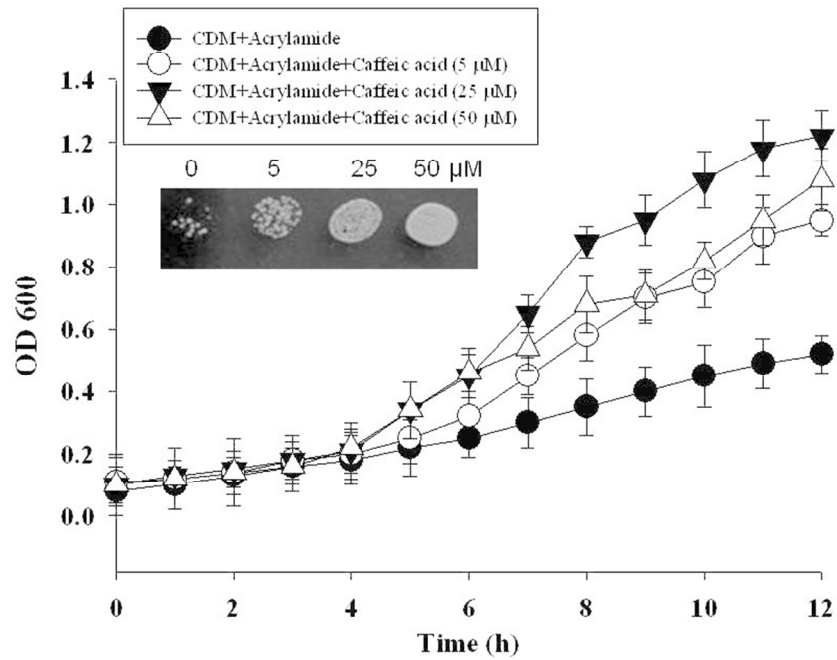 CDM+Acrylamide
CDM+Acrylamide+Caffeic acid (5 µM)
CDM+Acrylamide+Caffeic acid (25 µM)
CDM+Acrylamide+Caffeic acid (50 µM)
0 5 25 50 µM
1.4
1.2
1.0
0.8
0.6
0.4
0.2
0.0
OD 600
0 2 4 6 8 10 12
Time (h)